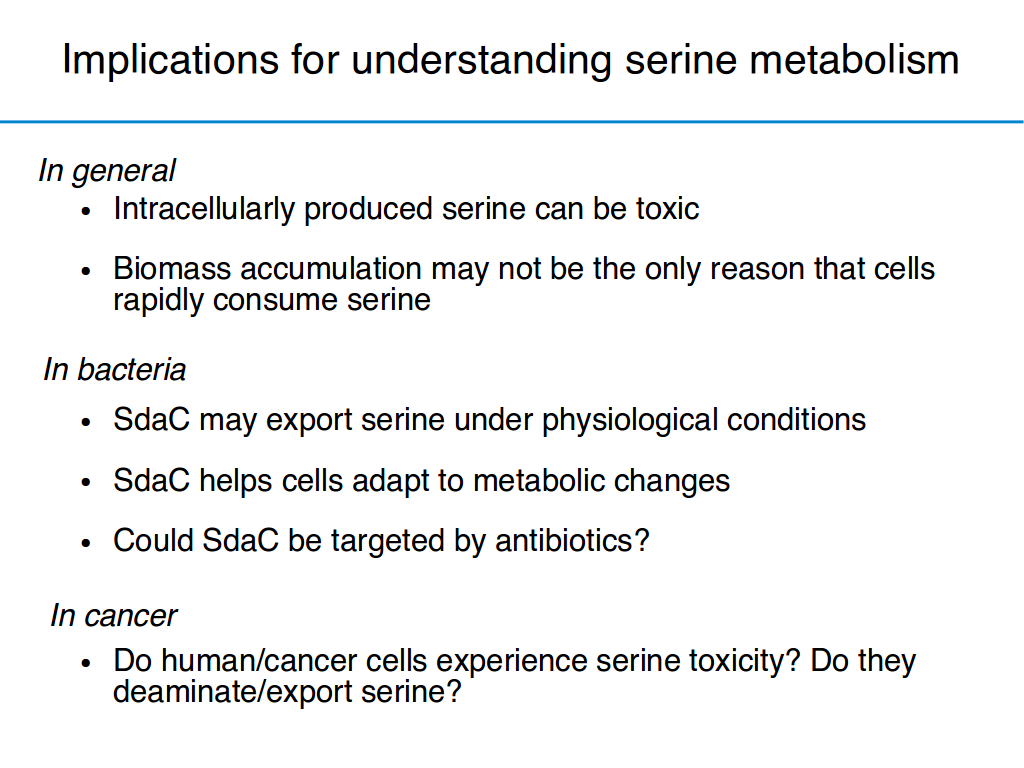 Implications for understanding serine metabolism
In general
• Intracellularly produced serine can be toxic
• Biomass accumulation may not be the only reason that cells
rapidly consume serine
In bacteria
• SdaC may export serine under physiological conditions
• SdaC helps cells adapt to metabolic changes
• Could SdaC be targeted by antibiotics?
In cancer
• Do human/cancer cells experience serine toxicity? Do they
deaminate/export serine?